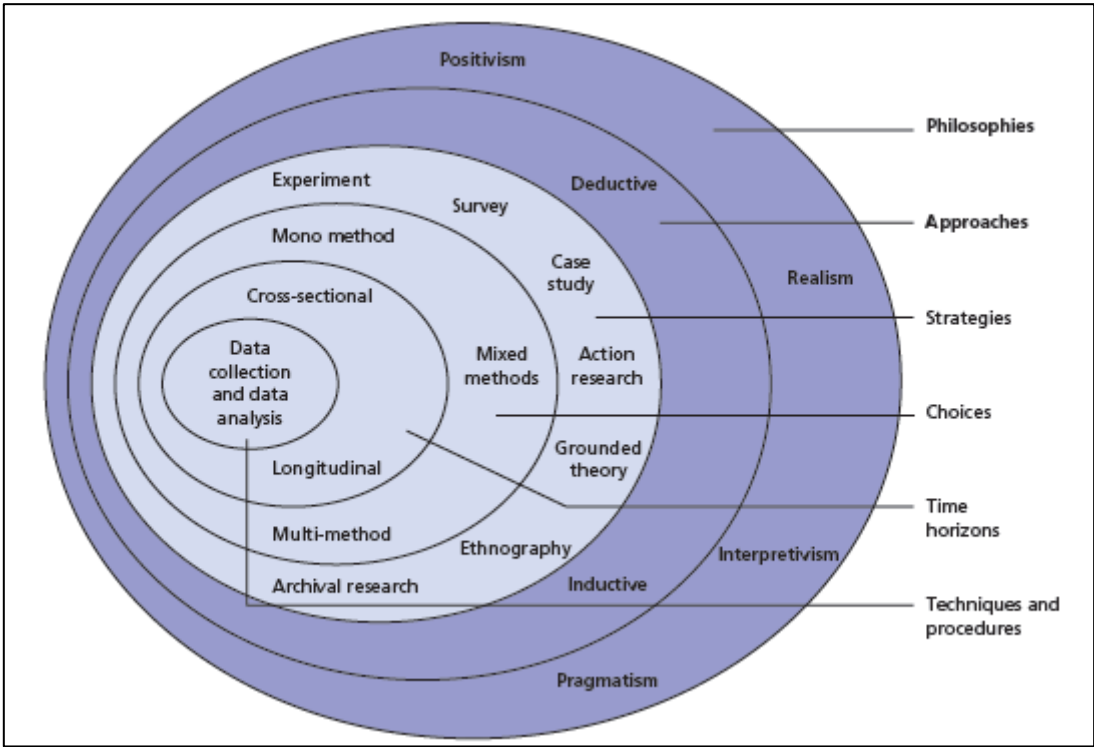 Positivism
Philosophies
Experiment
Deductive
Survey
Approaches
Mono method
Case
study
Realism
Cross-sectional
Strategies
Data
collection
and data
analysis
Mixed
methods
Action
research
Choices
Grounded
theory
Longitudinal
Time
horizons
Multi-method
Ethnography
Interpretivism
Archival research
Inductive
Techniques and
procedures
Pragmatism